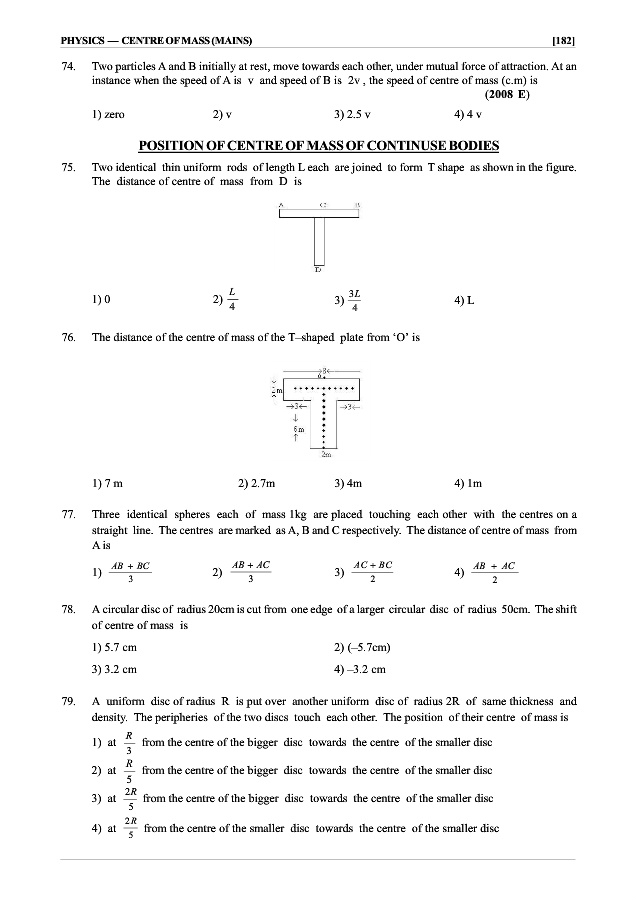 PHYSICS — CENTRE OF MASS (MAINS) [182]
74. Two particles A and B initially at rest, move towards each other, under mutual force of attraction. At an
instance when the speed of A is v and speed of B is 2v , the speed of centre of mass (c.m) is
(2008 E)
1) zero 2) v 3) 2.5 v 4) 4 v
POSITION OF CENTRE OF MASS OF CONTINUSE BODIES
75. Two identical thin uniform rods of length L each are joined to form T shape as shown in the figure.
The distance of centre of mass from D is
A C B
D
1) 0 2) L/4 3) 3L/4 4) L
76. The distance of the centre of mass of the T–shaped plate from ‘O’ is
8
m
3 3
6m
2m
1) 7 m 2) 2.7m 3) 4m 4) 1m
77. Three identical spheres each of mass 1kg are placed touching each other with the centres on a
straight line. The centres are marked as A, B and C respectively. The distance of centre of mass from
A is
1) AB + BC/3 2) AB + AC/3 3) AC + BC/2 4) AB + AC/2
78. A circular disc of radius 20cm is cut from one edge of a larger circular disc of radius 50cm. The shift
of centre of mass is
1) 5.7 cm 2) (–5.7cm)
3) 3.2 cm 4) –3.2 cm
79. A uniform disc of radius R is put over another uniform disc of radius 2R of same thickness and
density. The peripheries of the two discs touch each other. The position of their centre of mass is
1) at R/3 from the centre of the bigger disc towards the centre of the smaller disc
2) at R/5 from the centre of the bigger disc towards the centre of the smaller disc
3) at 2R/5 from the centre of the bigger disc towards the centre of the smaller disc
4) at 2R/5 from the centre of the smaller disc towards the centre of the smaller disc